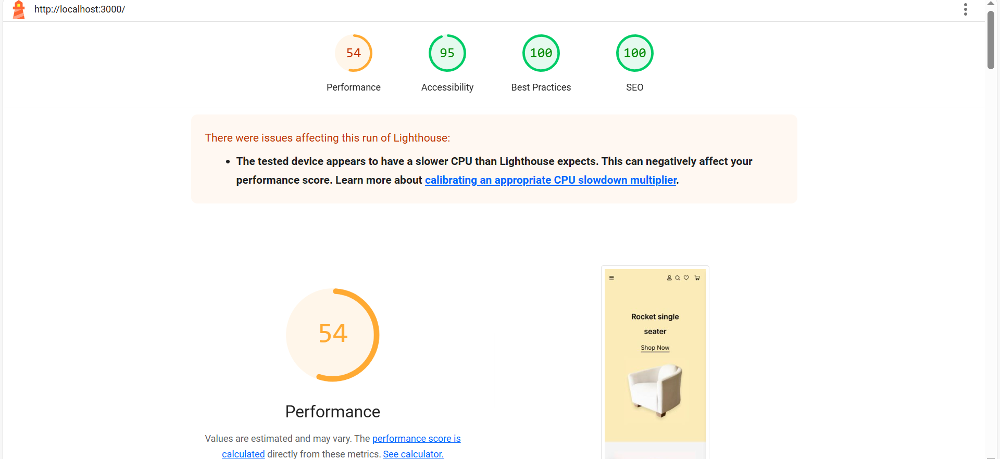 http://localhost:3000/
54
95
100
100
Performance
Accessibility
Best Practices
SEO
There were issues affecting this run of Lighthouse:
The tested device appears to have a slower CPU than Lighthouse expects. This can negatively affect your
performance score. Learn more about calibrating an appropriate CPU slowdown multiplier.
54
Performance
Values are estimated and may vary. The performance score is
calculated directly from these metrics. See calculator.
Rocket single
seater
Shop Now